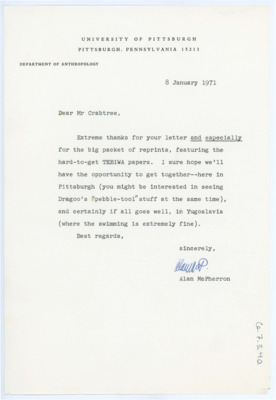 UNIVERSITY OF PITTSBURGH
PITTSBURGH, PENNSYLVANIA 15213
DEPARTMENT OF ANTHROPOLOGY
8 January 1971
Dear Mr Crabtree,
Extreme thanks for your letter and especially
for the big packet of reprints, featuring the
hard-to-get TEBIWA papers. I sure hope we'll
have the opportunity to get together--here in
Pittsburgh (you might be interested in seeing
Dragoo's "pebble-tool" stuff at the same time),
and certainly if all goes well, in Yugoslavia
(where the swimming is extremely fine).
Best regards,
sincerely,
Alan McPherron